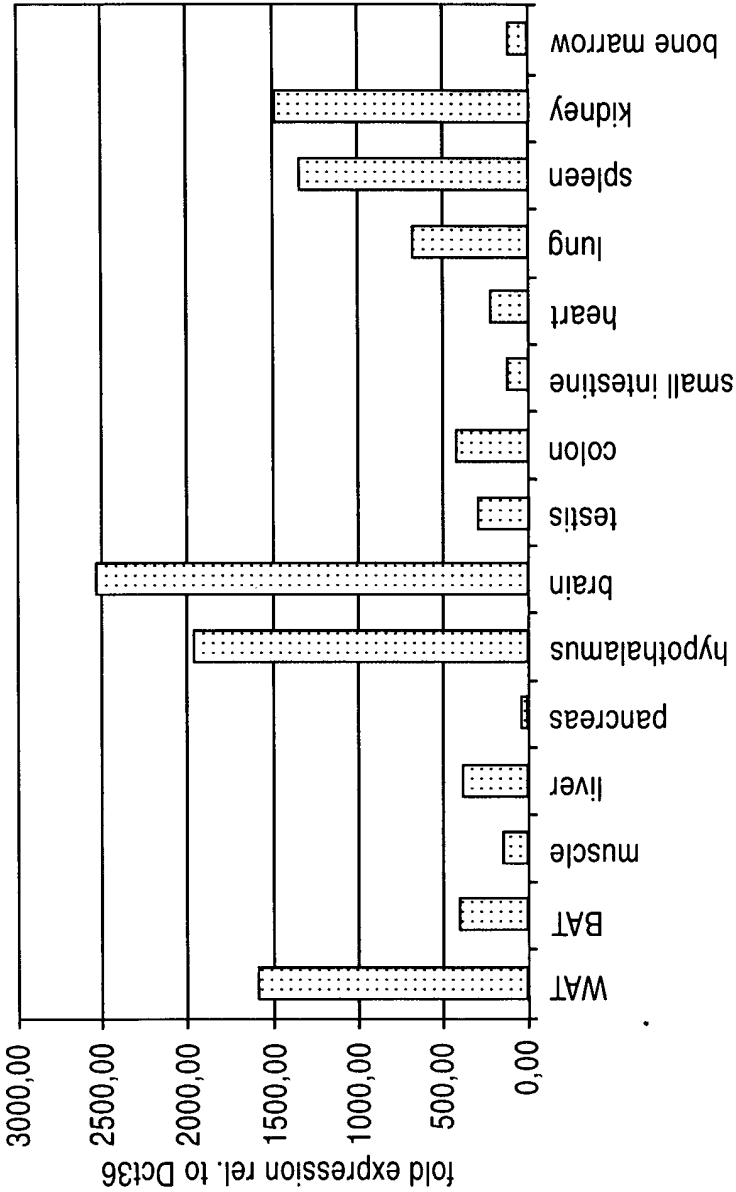 fold expression rel. to Dct36
3000,00
2500,00
2000,00
1500,00
1000,00
500,00
0,00
WAT
BAT
muscle
liver
pancreas
hypothalamus
brain
testis
colon
small intestine
heart
lung
spleen
kidney
bone marrow